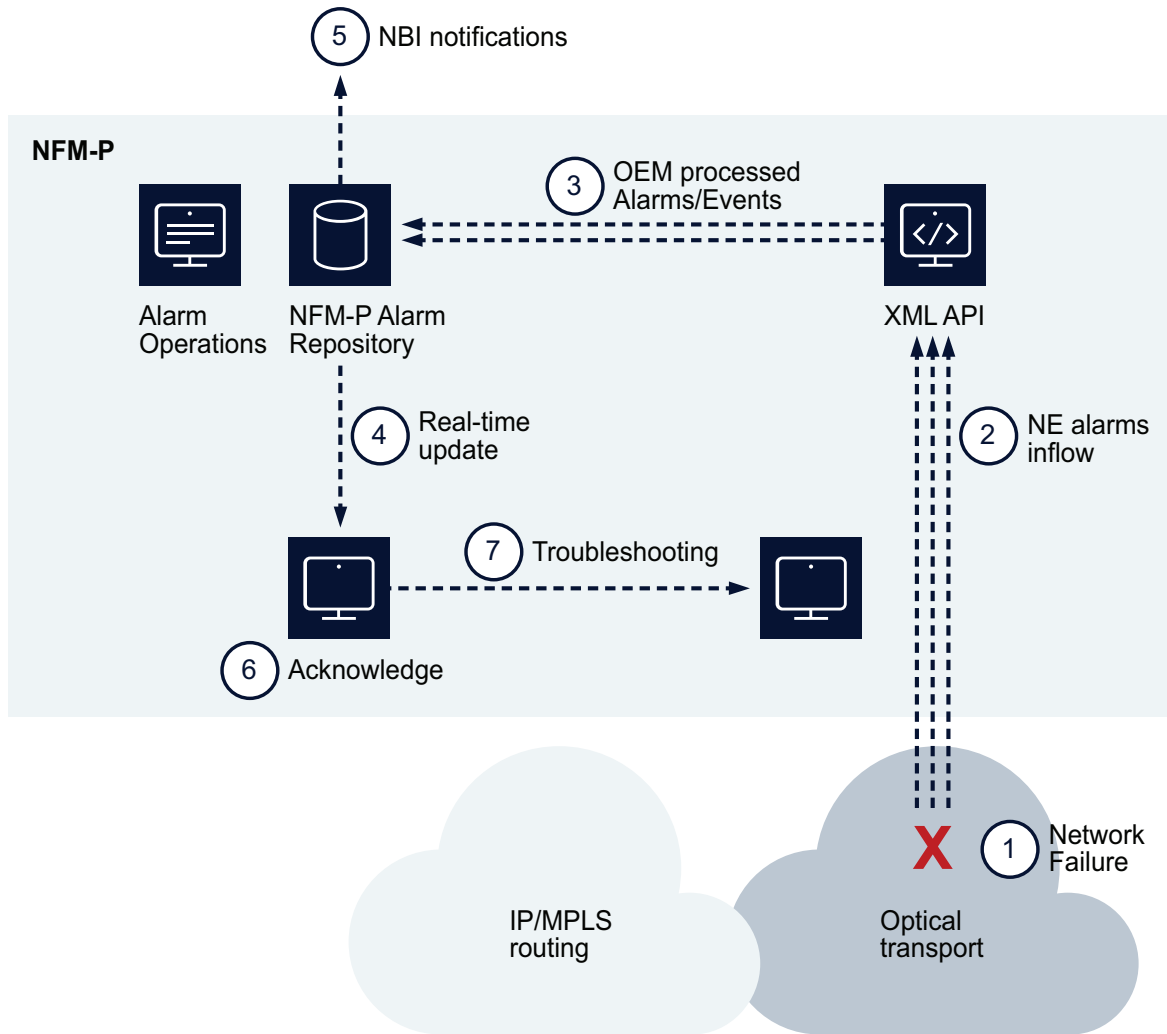 5 NBI notifications
NFM-P
3 OEM processed
Alarms/Events
</>
Alarm
Operations
NFM-P Alarm
Repository
XML API
4 Real-time
update
2 NE alarms
inflow
7 Troubleshooting
6 Acknowledge
X
1 Network
Failure
IP/MPLS
routing
Optical
transport